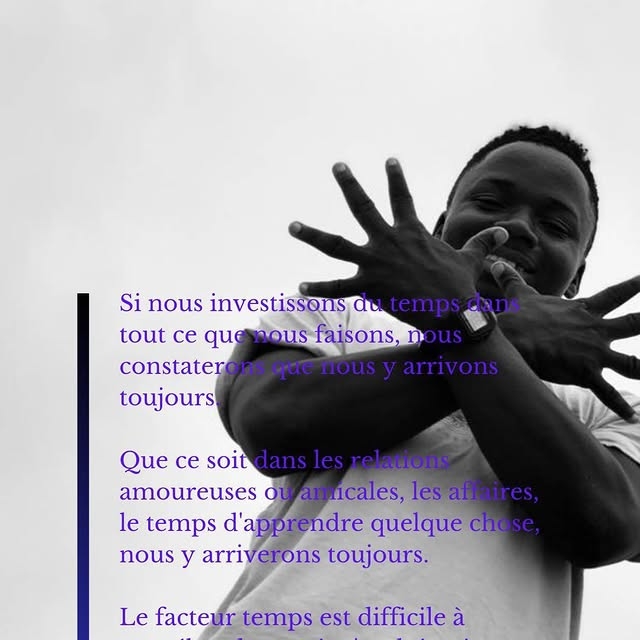 Si nous investissons du temps dans
tout ce que nous faisons, nous
constaterons que nous y arrivons
toujours.
Que ce soit dans les relations
amoureuses ou amicales, les affaires,
le temps d'apprendre quelque chose,
nous y arriverons toujours.
Le facteur temps est difficile à